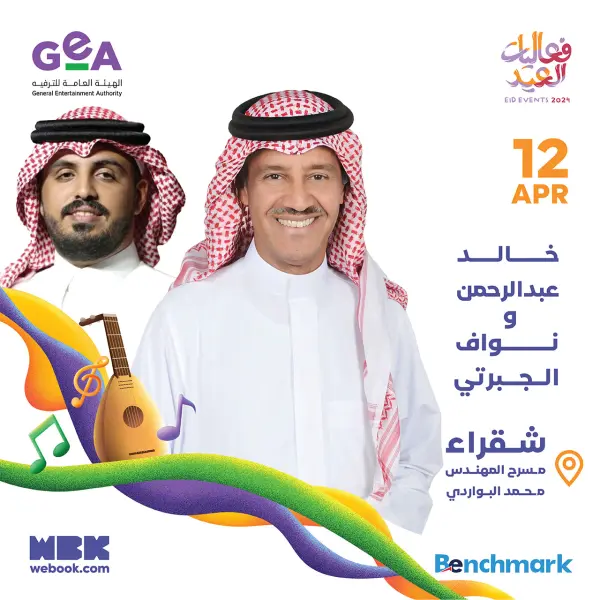 GEA
الهيئة العامة للترفيه
General Entertainment Authority
فعاليات
العيد
EID EVENTS 2024
12
APR
خالد
عبدالرحمن
و
نواف
الجبرتي
شقراء
مسرح المهندس
محمد البواردي
WBK
webook.com
Benchmark